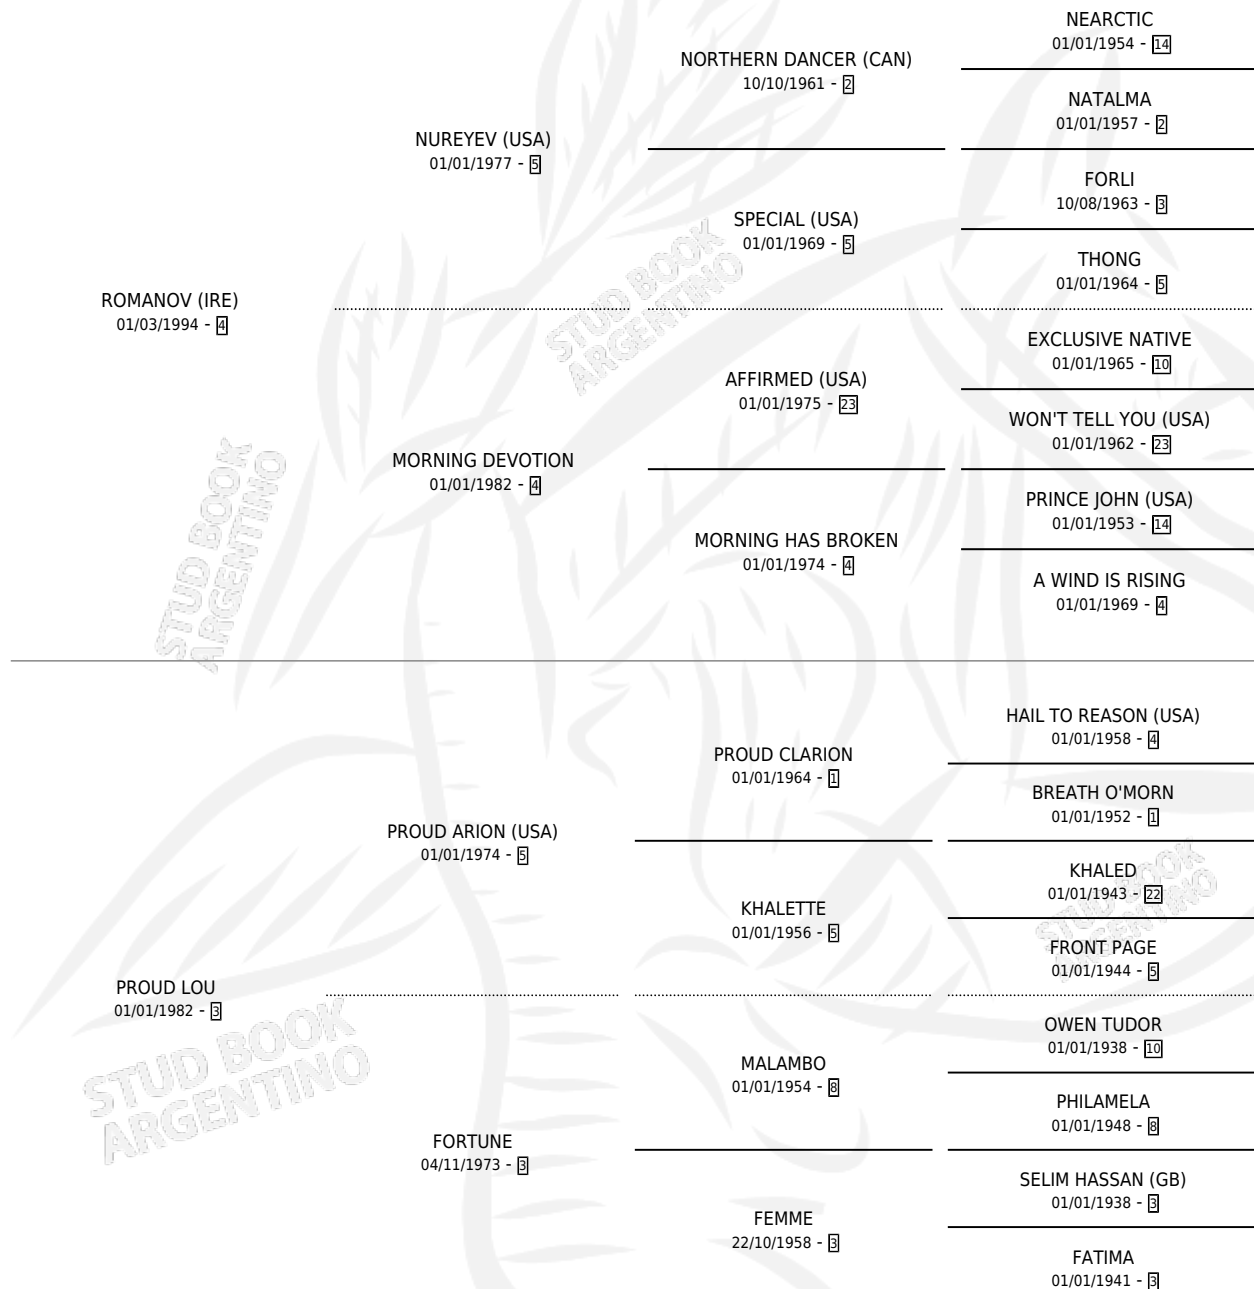 NEARCTIC
01/01/1954 - 14
NORTHERN DANCER (CAN)
10/10/1961 - 2
NATALMA
01/01/1957 - 2
NUREYEV (USA)
01/01/1977 - 5
FORLI
10/08/1963 - 3
SPECIAL (USA)
01/01/1969 - 5
THONG
01/01/1964 - 5
ROMANOV (IRE)
01/03/1994 - 4
EXCLUSIVE NATIVE
01/01/1965 - 10
AFFIRMED (USA)
01/01/1975 - 23
WON'T TELL YOU (USA)
01/01/1962 - 23
MORNING DEVOTION
01/01/1982 - 4
PRINCE JOHN (USA)
01/01/1953 - 14
MORNING HAS BROKEN
01/01/1974 - 4
A WIND IS RISING
01/01/1969 - 4
STUD BOOK
ARGENTINO
STUD BOOK
ARGENTINO
HAIL TO REASON (USA)
01/01/1958 - 4
PROUD CLARION
01/01/1964 - 1
BREATH O'MORN
01/01/1952 - 1
PROUD ARION (USA)
01/01/1974 - 5
KHALED
01/01/1943 - 22
KHALETTE
01/01/1956 - 5
FRONT PAGE
01/01/1944 - 5
STUD BOOK
ARGENTINO
PROUD LOU
01/01/1982 - 3
OWEN TUDOR
01/01/1938 - 10
MALAMBO
01/01/1954 - 8
PHILAMELA
01/01/1948 - 8
STUD BOOK
ARGENTINO
FORTUNE
04/11/1973 - 3
SELIM HASSAN (GB)
01/01/1938 - 3
FEMME
22/10/1958 - 3
FATIMA
01/01/1941 - 3